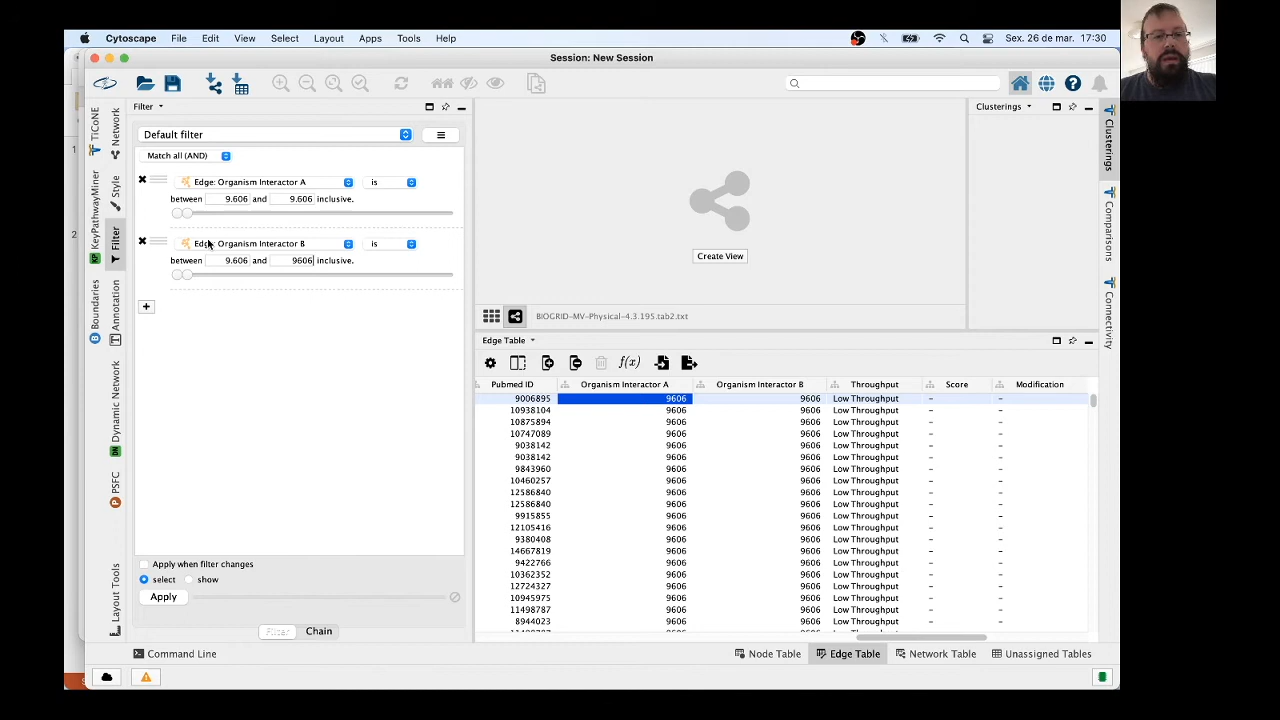 Cytoscape File Edit View Select Layout Apps Tools Help Sex. 26 de mar. 17:30
Session: New Session
Filter
Clusterings
Default filter
Match all (AND)
Edge: Organism Interactor A is
between 9.606 and 9.606 inclusive.
Edge: Organism Interactor B is
between 9.606 and 9606 inclusive.
+
Apply when filter changes
select show
Apply
Filter Chain
TiCoNE
KeyPathwayMiner
Boundaries
Network
Style
Filter
Annotation
Dynamic Network
PSFC
Layout Tools
Create View
BIOGRID-MV-Physical-4.3.195.tab2.txt
Edge Table
f(x)
Pubmed ID Organism Interactor A Organism Interactor B Throughput Score Modification
9006895 9606 9606 Low Throughput - -
10938104 9606 9606 Low Throughput - -
10875894 9606 9606 Low Throughput - -
10747089 9606 9606 Low Throughput - -
9038142 9606 9606 Low Throughput - -
9038142 9606 9606 Low Throughput - -
9843960 9606 9606 Low Throughput - -
10460257 9606 9606 Low Throughput - -
12586840 9606 9606 Low Throughput - -
12586840 9606 9606 Low Throughput - -
9915855 9606 9606 Low Throughput - -
12105416 9606 9606 Low Throughput - -
9380408 9606 9606 Low Throughput - -
14667819 9606 9606 Low Throughput - -
9422766 9606 9606 Low Throughput - -
10362352 9606 9606 Low Throughput - -
12724327 9606 9606 Low Throughput - -
10945975 9606 9606 Low Throughput - -
11498787 9606 9606 Low Throughput - -
8944023 9606 9606 Low Throughput - -
Clusterings
Comparisons
Connectivity
Command Line
Node Table Edge Table Network Table Unassigned Tables